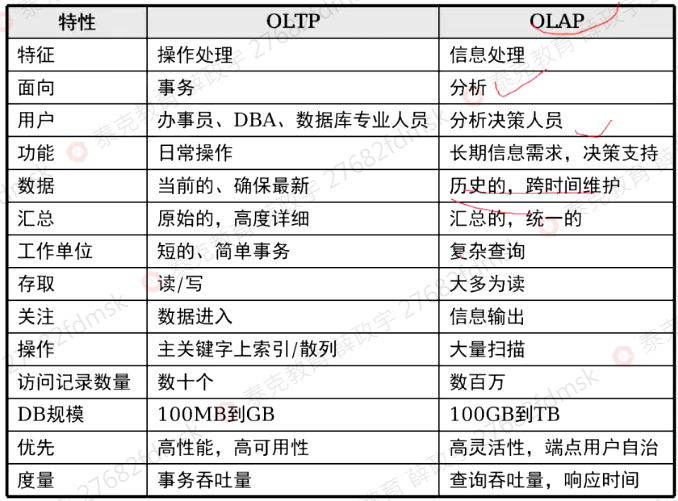 特性 OLTP OLAP
特征 操作处理 信息处理
面向 事务 分析
用户 办事员、DBA、数据库专业人员 分析决策人员
功能 日常操作 长期信息需求，决策支持
数据 当前的、确保最新 历史的，跨时间维护
汇总 原始的，高度详细 汇总的，统一的
工作单位 短的、简单事务 复杂查询
存取 读/写 大多为读
关注 数据进入 信息输出
操作 主关键字上索引/散列 大量扫描
访问记录数量 数十个 数百万
DB规模 100MB到GB 100GB到TB
优先 高性能，高可用性 高灵活性，端点用户自治
度量 事务吞吐量 查询吞吐量，响应时间
泰克教育 薛政宇 27682fdmsk